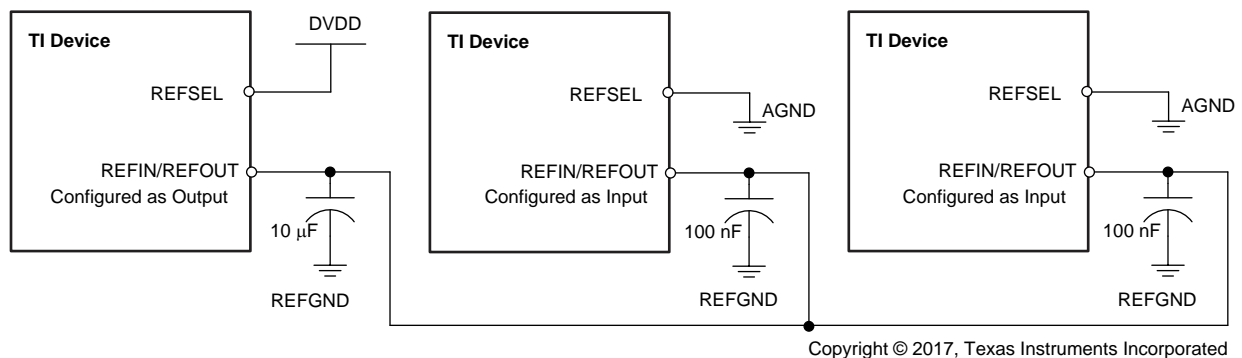 TI Device
DVDD
REFSEL
REFIN/REFOUT
Configured as Output
10 μF
REFGND
TI Device
REFSEL
AGND
REFIN/REFOUT
Configured as Input
100 nF
REFGND
TI Device
REFSEL
AGND
REFIN/REFOUT
Configured as Input
100 nF
REFGND
Copyright © 2017, Texas Instruments Incorporated